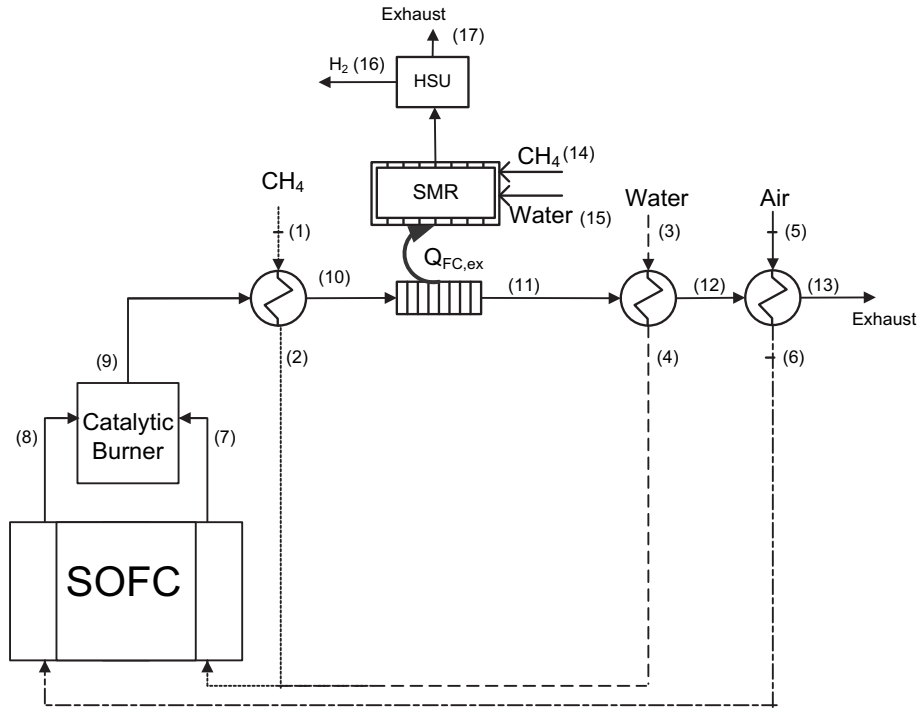 Exhaust
(17)
H₂ (16)
HSU
CH₄ (14)
SMR
Water (15)
CH₄
(1)
Water
(3)
Air
(5)
Q_FC,ex
(10)
(11)
(12)
(13)
Exhaust
(9)
(2)
(4)
(6)
(8)
Catalytic
Burner
(7)
SOFC